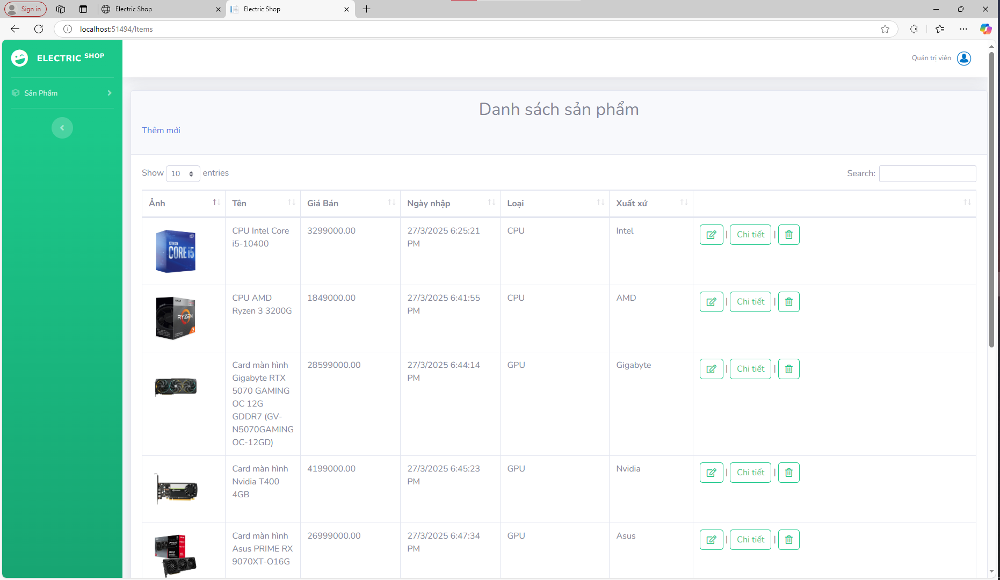 Sign in
Electric Shop
Electric Shop
localhost:51494/Items
ELECTRIC SHOP
Quản trị viên
Sản Phẩm
Danh sách sản phẩm
Thêm mới
Show 10 entries
Search:
Ảnh Tên Giá Bán Ngày nhập Loại Xuất xứ
10TH GEN
CORE i5
CPU Intel Core
i5-10400
3299000.00
27/3/2025 6:25:21
PM
CPU
Intel
| Chi tiết |
RYZEN
3
CPU AMD
Ryzen 3 3200G
1849000.00
27/3/2025 6:41:55
PM
CPU
AMD
| Chi tiết |
Card màn hình
Gigabyte RTX
5070 GAMING
OC 12G
GDDR7 (GV-
N5070GAMING
OC-12GD)
28599000.00
27/3/2025 6:44:14
PM
GPU
Gigabyte
| Chi tiết |
Card màn hình
Nvidia T400
4GB
4199000.00
27/3/2025 6:45:23
PM
GPU
Nvidia
| Chi tiết |
Card màn hình
Asus PRIME RX
9070XT-O16G
26999000.00
27/3/2025 6:47:34
PM
GPU
Asus
| Chi tiết |